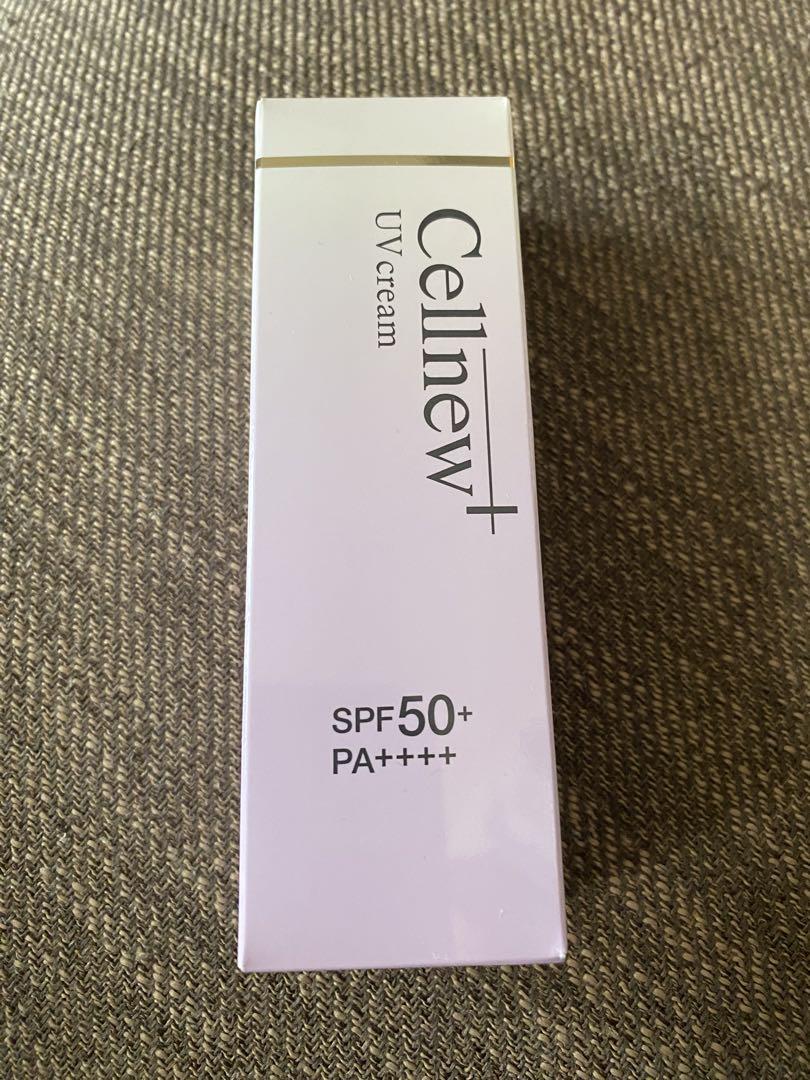 Cellnew+
UV cream
SPF50+
PA++++